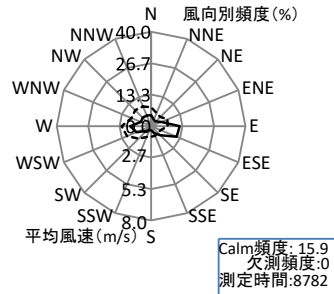 N
風向別頻度(%)
40.0
NNW
NNE
NW
26.7
NE
WNW
13.3
ENE
W
0.0
E
WSW
2.7
ESE
SW
5.3
SE
SSW
SSE
8.0
平均風速(m/s)
S
Calm頻度: 15.9
欠測頻度:0
測定時間:8782